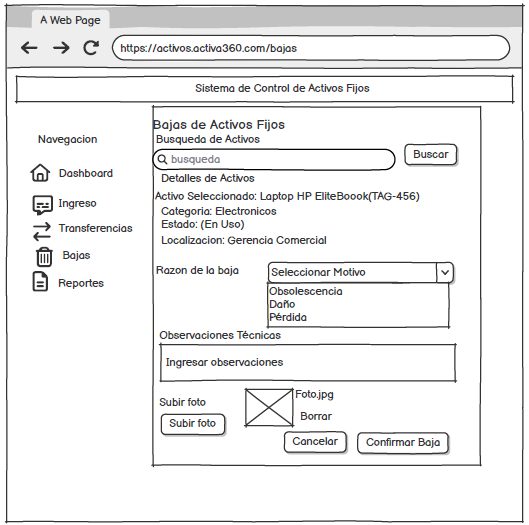 A Web Page
https://activos.activa360.com/bajas
Sistema de Control de Activos Fijos
Navegacion
Dashboard
Ingreso
Transferencias
Bajas
Reportes
Bajas de Activos Fijos
Busqueda de Activos
busqueda
Buscar
Detalles de Activos
Activo Seleccionado: Laptop HP EliteBoook(TAG-456)
Categoria: Electronicos
Estado: (En Uso)
Localizacion: Gerencia Comercial
Razon de la baja
Seleccionar Motivo
Obsolescencia
Daño
Pérdida
Observaciones Técnicas
Ingresar observaciones
Subir foto
Subir foto
Foto.jpg
Borrar
Cancelar
Confirmar Baja